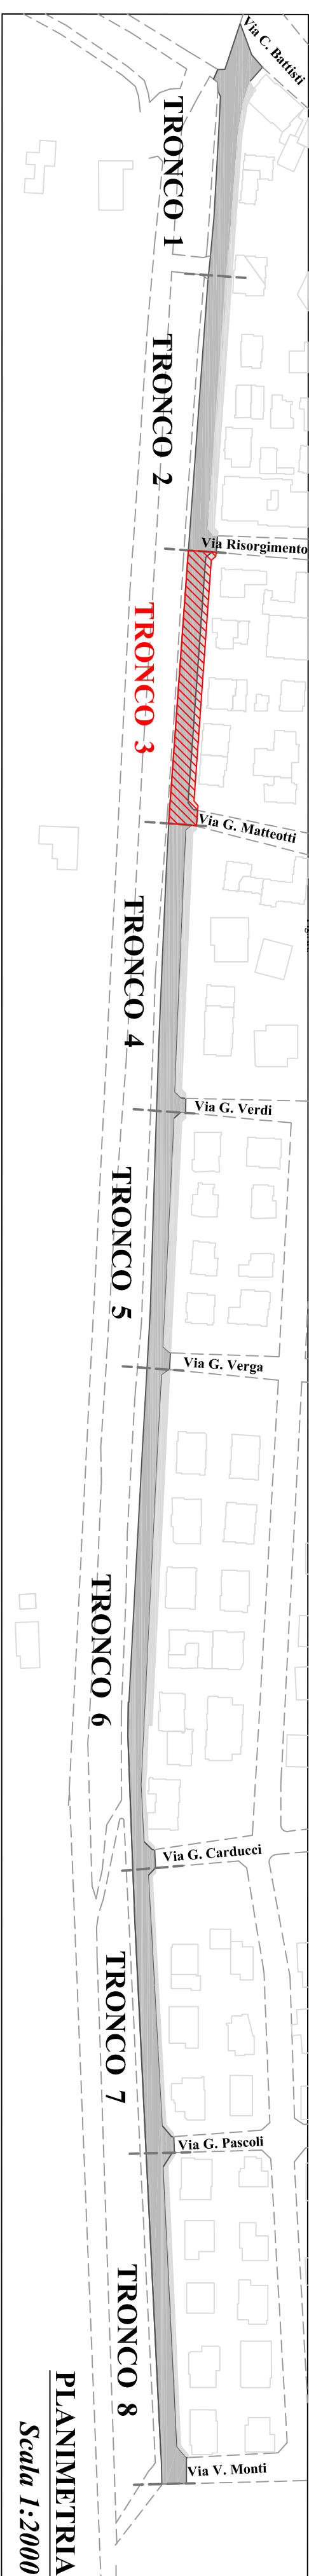 Via C. Battisti
TRONCO 1
TRONCO 2
Via Risorgimento
TRONCO 3
Via G. Matteotti
TRONCO 4
Via G. Verdi
TRONCO 5
Via G. Verga
TRONCO 6
Via G. Carducci
TRONCO 7
Via G. Pascoli
TRONCO 8
Via V. Monti
PLANIMETRIA
Scala 1:2000